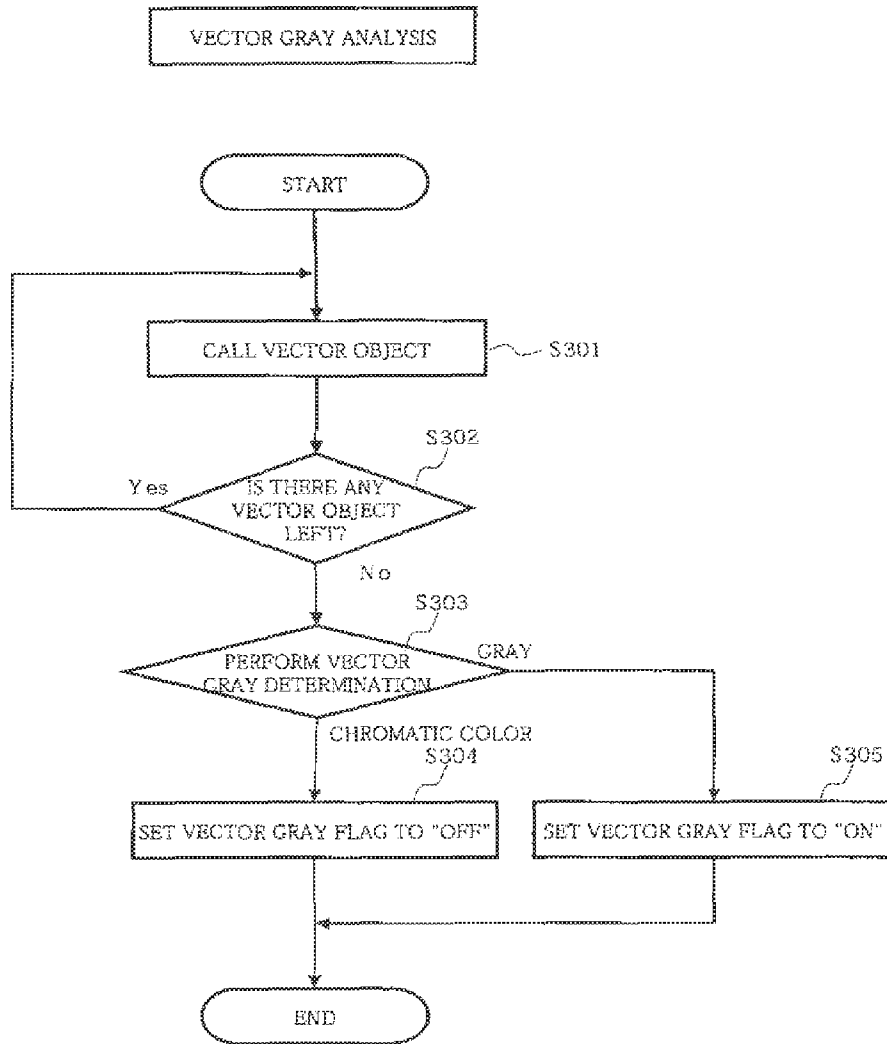 VECTOR GRAY ANALYSIS
START
CALL VECTOR OBJECT
S301
S302
Yes
IS THERE ANY
VECTOR OBJECT
LEFT?
No
S303
PERFORM VECTOR
GRAY DETERMINATION
GRAY
CHROMATIC COLOR
S304
S305
SET VECTOR GRAY FLAG TO "OFF"
SET VECTOR GRAY FLAG TO "ON"
END